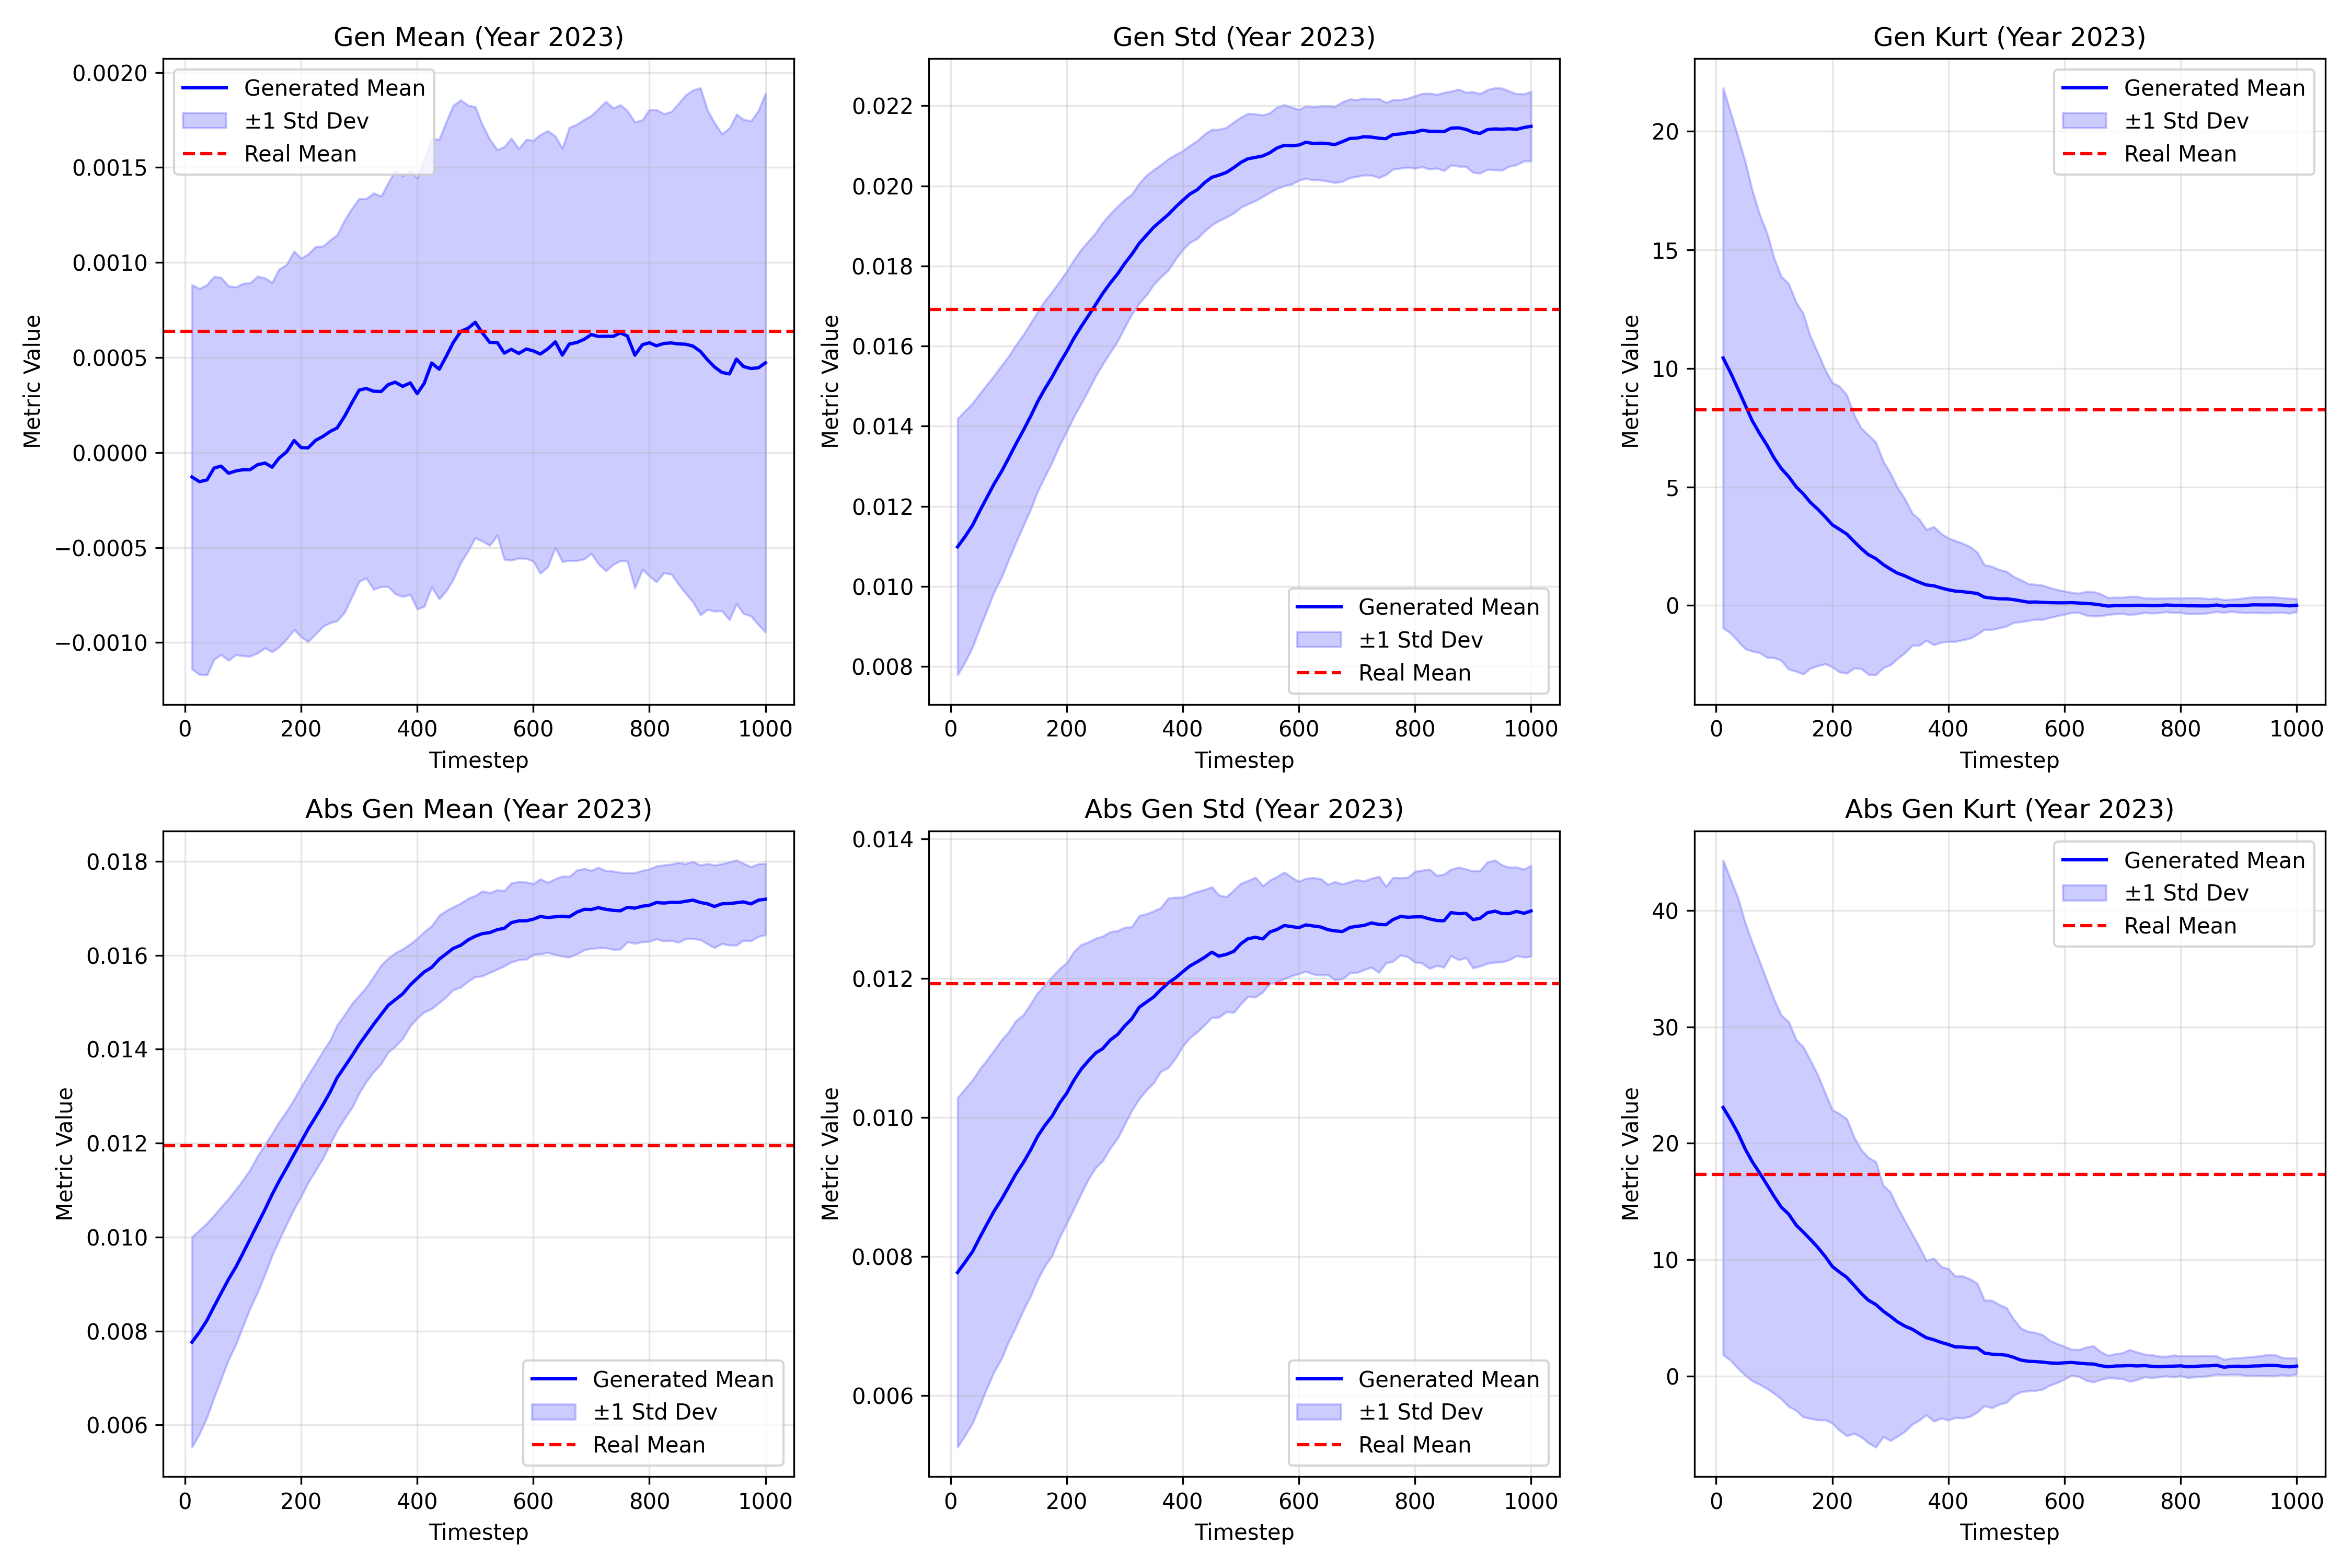 Gen Mean (Year 2023)
Metric Value
0.0020
0.0015
0.0010
0.0005
0.0000
−0.0005
−0.0010
Generated Mean
±1 Std Dev
Real Mean
0 200 400 600 800 1000
Timestep
Gen Std (Year 2023)
Metric Value
0.022
0.020
0.018
0.016
0.014
0.012
0.010
0.008
Generated Mean
±1 Std Dev
Real Mean
0 200 400 600 800 1000
Timestep
Gen Kurt (Year 2023)
Metric Value
20
15
10
5
0
Generated Mean
±1 Std Dev
Real Mean
0 200 400 600 800 1000
Timestep
Abs Gen Mean (Year 2023)
Metric Value
0.018
0.016
0.014
0.012
0.010
0.008
0.006
Generated Mean
±1 Std Dev
Real Mean
0 200 400 600 800 1000
Timestep
Abs Gen Std (Year 2023)
Metric Value
0.014
0.012
0.010
0.008
0.006
Generated Mean
±1 Std Dev
Real Mean
0 200 400 600 800 1000
Timestep
Abs Gen Kurt (Year 2023)
Metric Value
40
30
20
10
0
Generated Mean
±1 Std Dev
Real Mean
0 200 400 600 800 1000
Timestep